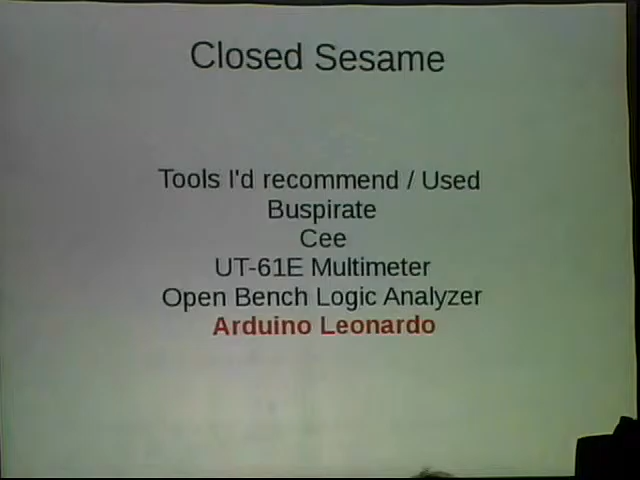 Closed Sesame
Tools I'd recommend / Used
Buspirate
Cee
UT-61E Multimeter
Open Bench Logic Analyzer
Arduino Leonardo